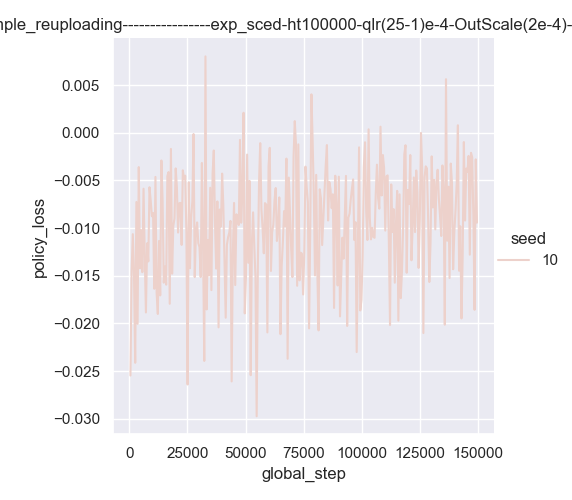 nple_reuploading----------------exp_sced-ht100000-qlr(25-1)e-4-OutScale(2e-4)-
0.005
0.000
−0.005
−0.010
−0.015
−0.020
−0.025
−0.030
policy_loss
0 25000 50000 75000 100000 125000 150000
global_step
seed
10